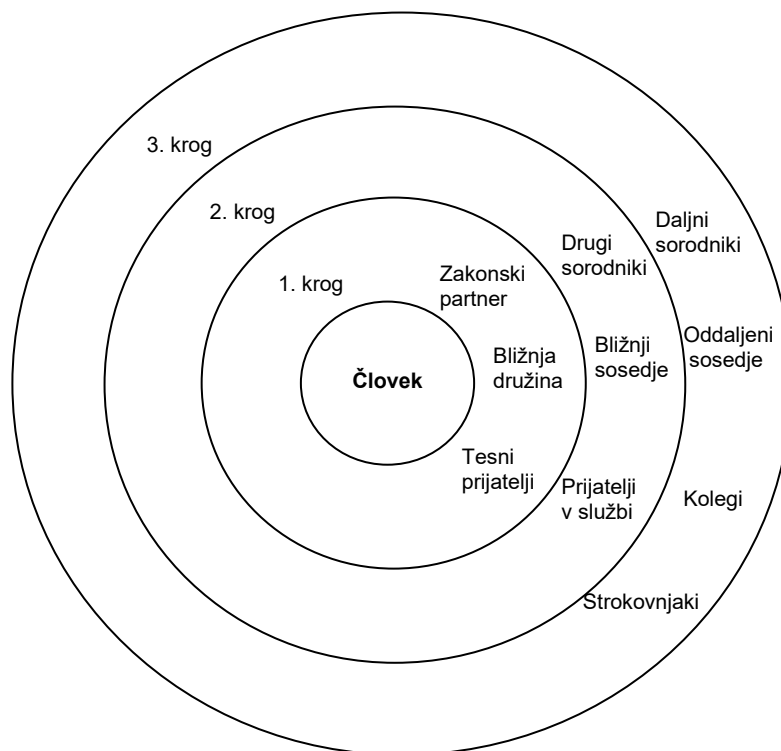 3. krog
2. krog
1. krog
Človek
Zakonski
partner
Bližnja
družina
Tesni
prijatelji
Drugi
sorodniki
Bližnji
sosedje
Prijatelji
v službi
Daljni
sorodniki
Oddaljeni
sosedje
Kolegi
Strokovnjaki